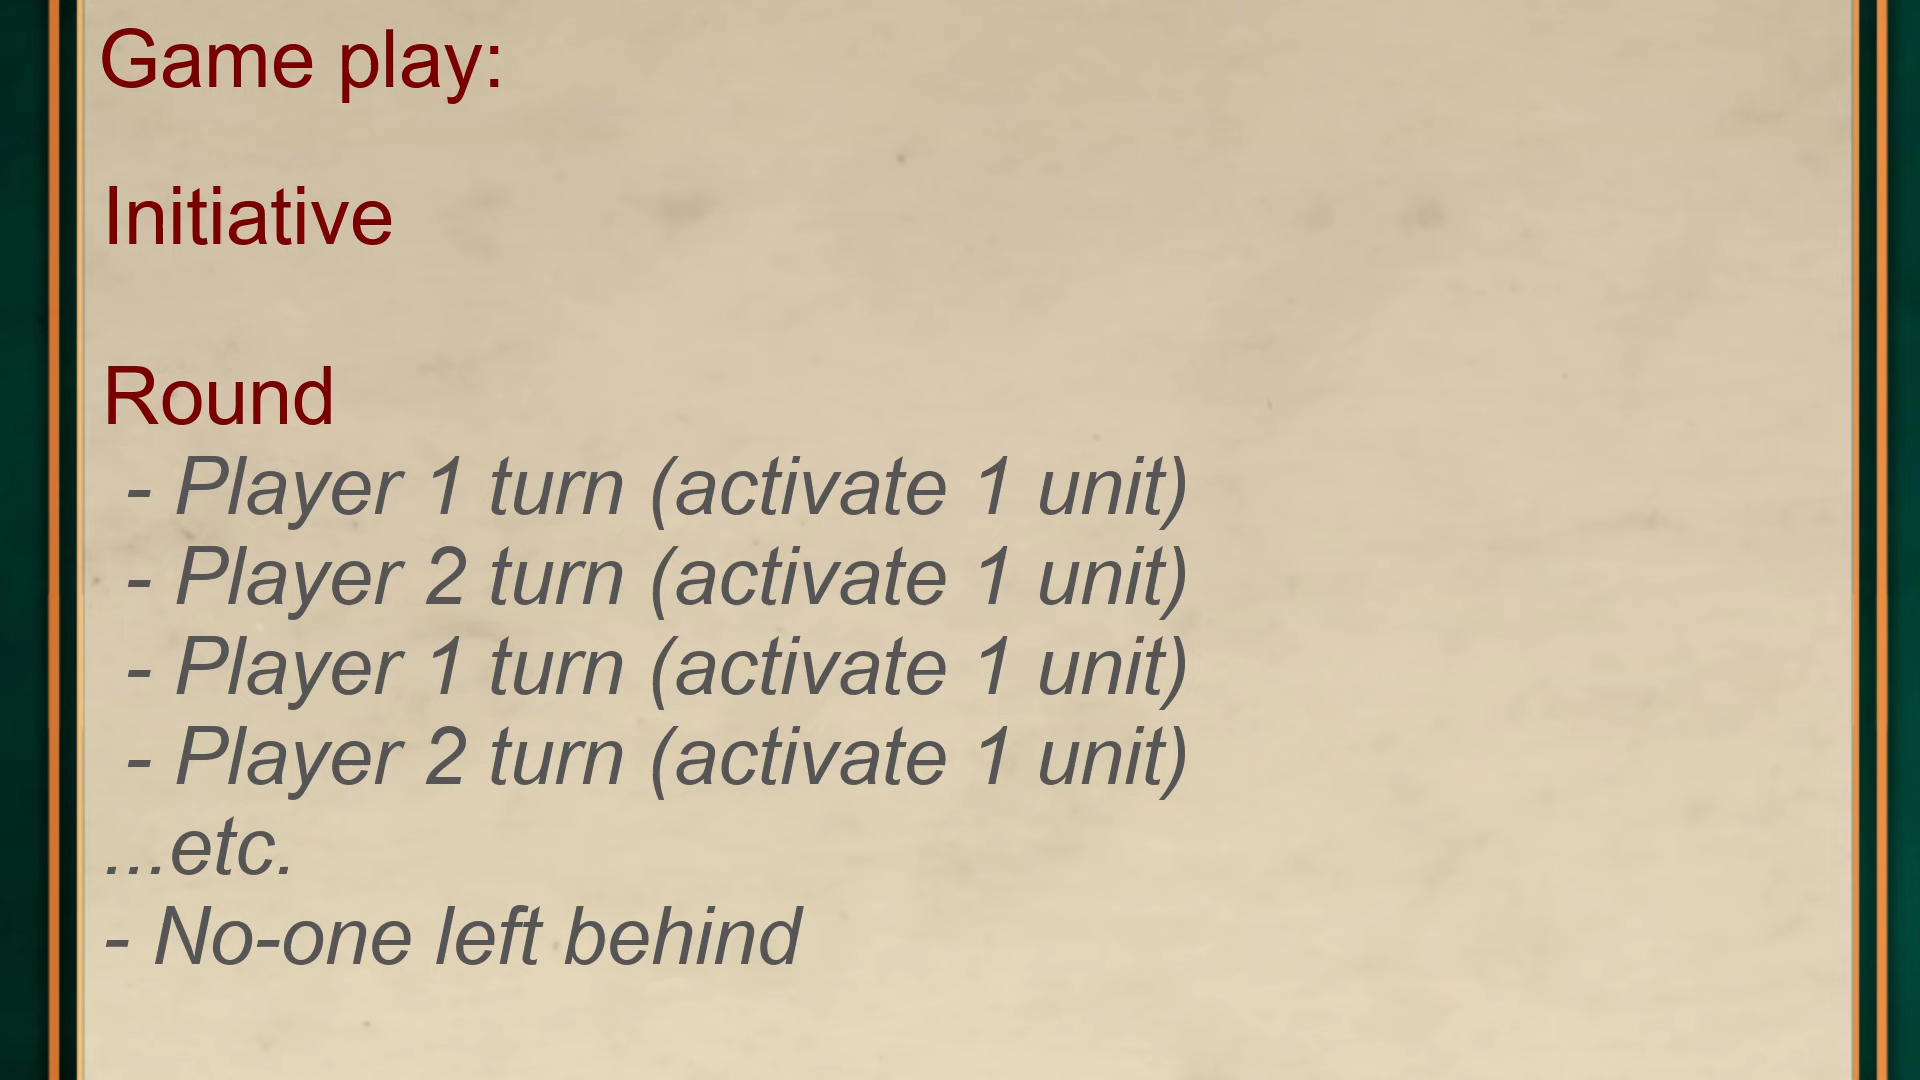 Game play:
Initiative
Round
- Player 1 turn (activate 1 unit)
- Player 2 turn (activate 1 unit)
- Player 1 turn (activate 1 unit)
- Player 2 turn (activate 1 unit)
...etc.
- No-one left behind